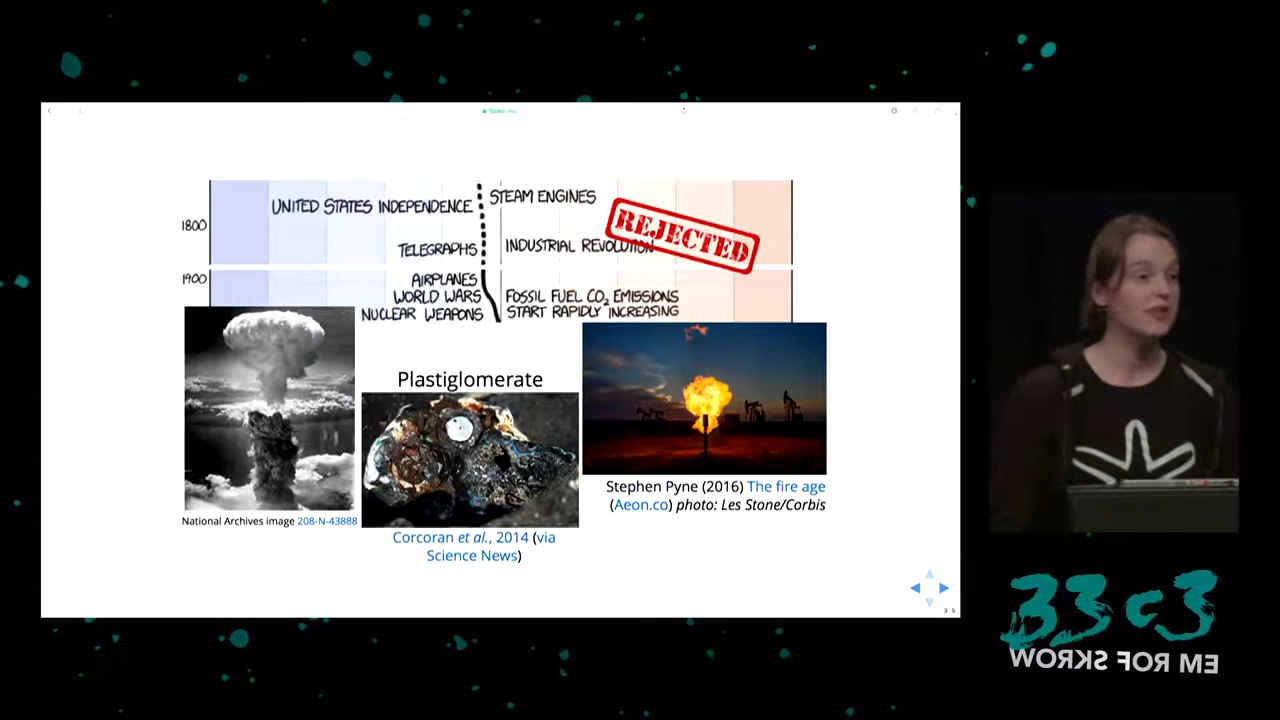 UNITED STATES INDEPENDENCE
STEAM ENGINES
1800
REJECTED
TELEGRAPHS
INDUSTRIAL REVOLUTION
1900
AIRPLANES
WORLD WARS
FOSSIL FUEL CO₂ EMISSIONS
NUCLEAR WEAPONS
START RAPIDLY INCREASING
Plastiglomerate
Stephen Pyne (2016) The fire age
(Aeon.co) photo: Les Stone/Corbis
National Archives image 208-N-43888
Corcoran et al., 2014 (via
Science News)
3.5
33c3
WORKS FOR ME